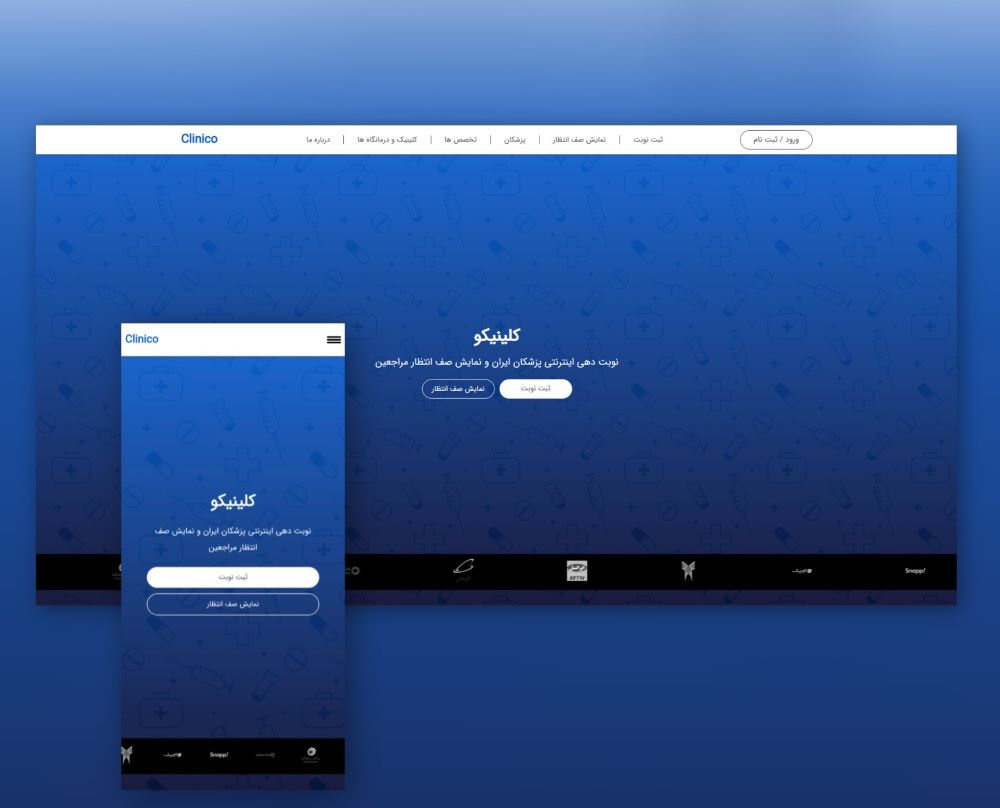 Clinico
درباره ما | کلینیک و درمانگاه ها | تخصص ها | پزشکان | نمایش صف انتظار | ثبت نوبت
ورود / ثبت نام
کلینیکو
نوبت دهی اینترنتی پزشکان ایران و نمایش صف انتظار مراجعین
ثبت نوبت
نمایش صف انتظار
MTN
Snapp!
Clinico
کلینیکو
نوبت دهی اینترنتی پزشکان ایران و نمایش صف
انتظار مراجعین
ثبت نوبت
نمایش صف انتظار
Snapp!